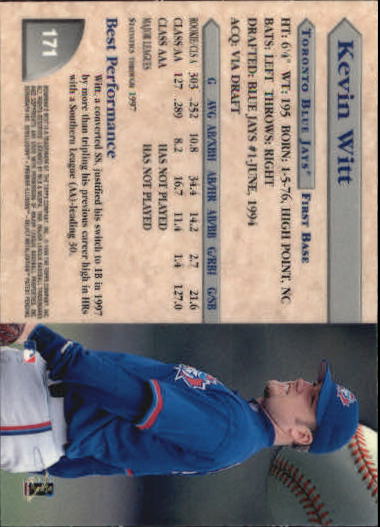 Kevin Witt
TORONTO BLUE JAYS® FIRST BASE
HT: 6'4" WT: 195 BORN: 1-5-76, HIGH POINT, NC
BATS: LEFT THROWS: RIGHT
DRAFTED: BLUE JAYS #1-JUNE, 1994
ACQ: VIA DRAFT
G AVG AB/XBH AB/HR AB/BB G/RBI G/SB
ROOKIE/CLS A 303 .252 10.8 34.4 14.2 2.7 21.6
CLASS AA 127 .289 8.2 16.7 11.4 1.4 127.0
CLASS AAA HAS NOT PLAYED
MAJOR LEAGUES HAS NOT PLAYED
STATISTICS THROUGH 1997
Best Performance
Witt, a converted SS, justified his switch to 1B in 1997
by more than tripling his previous career high in HRs
with a Southern League (AA)-leading 30.
171